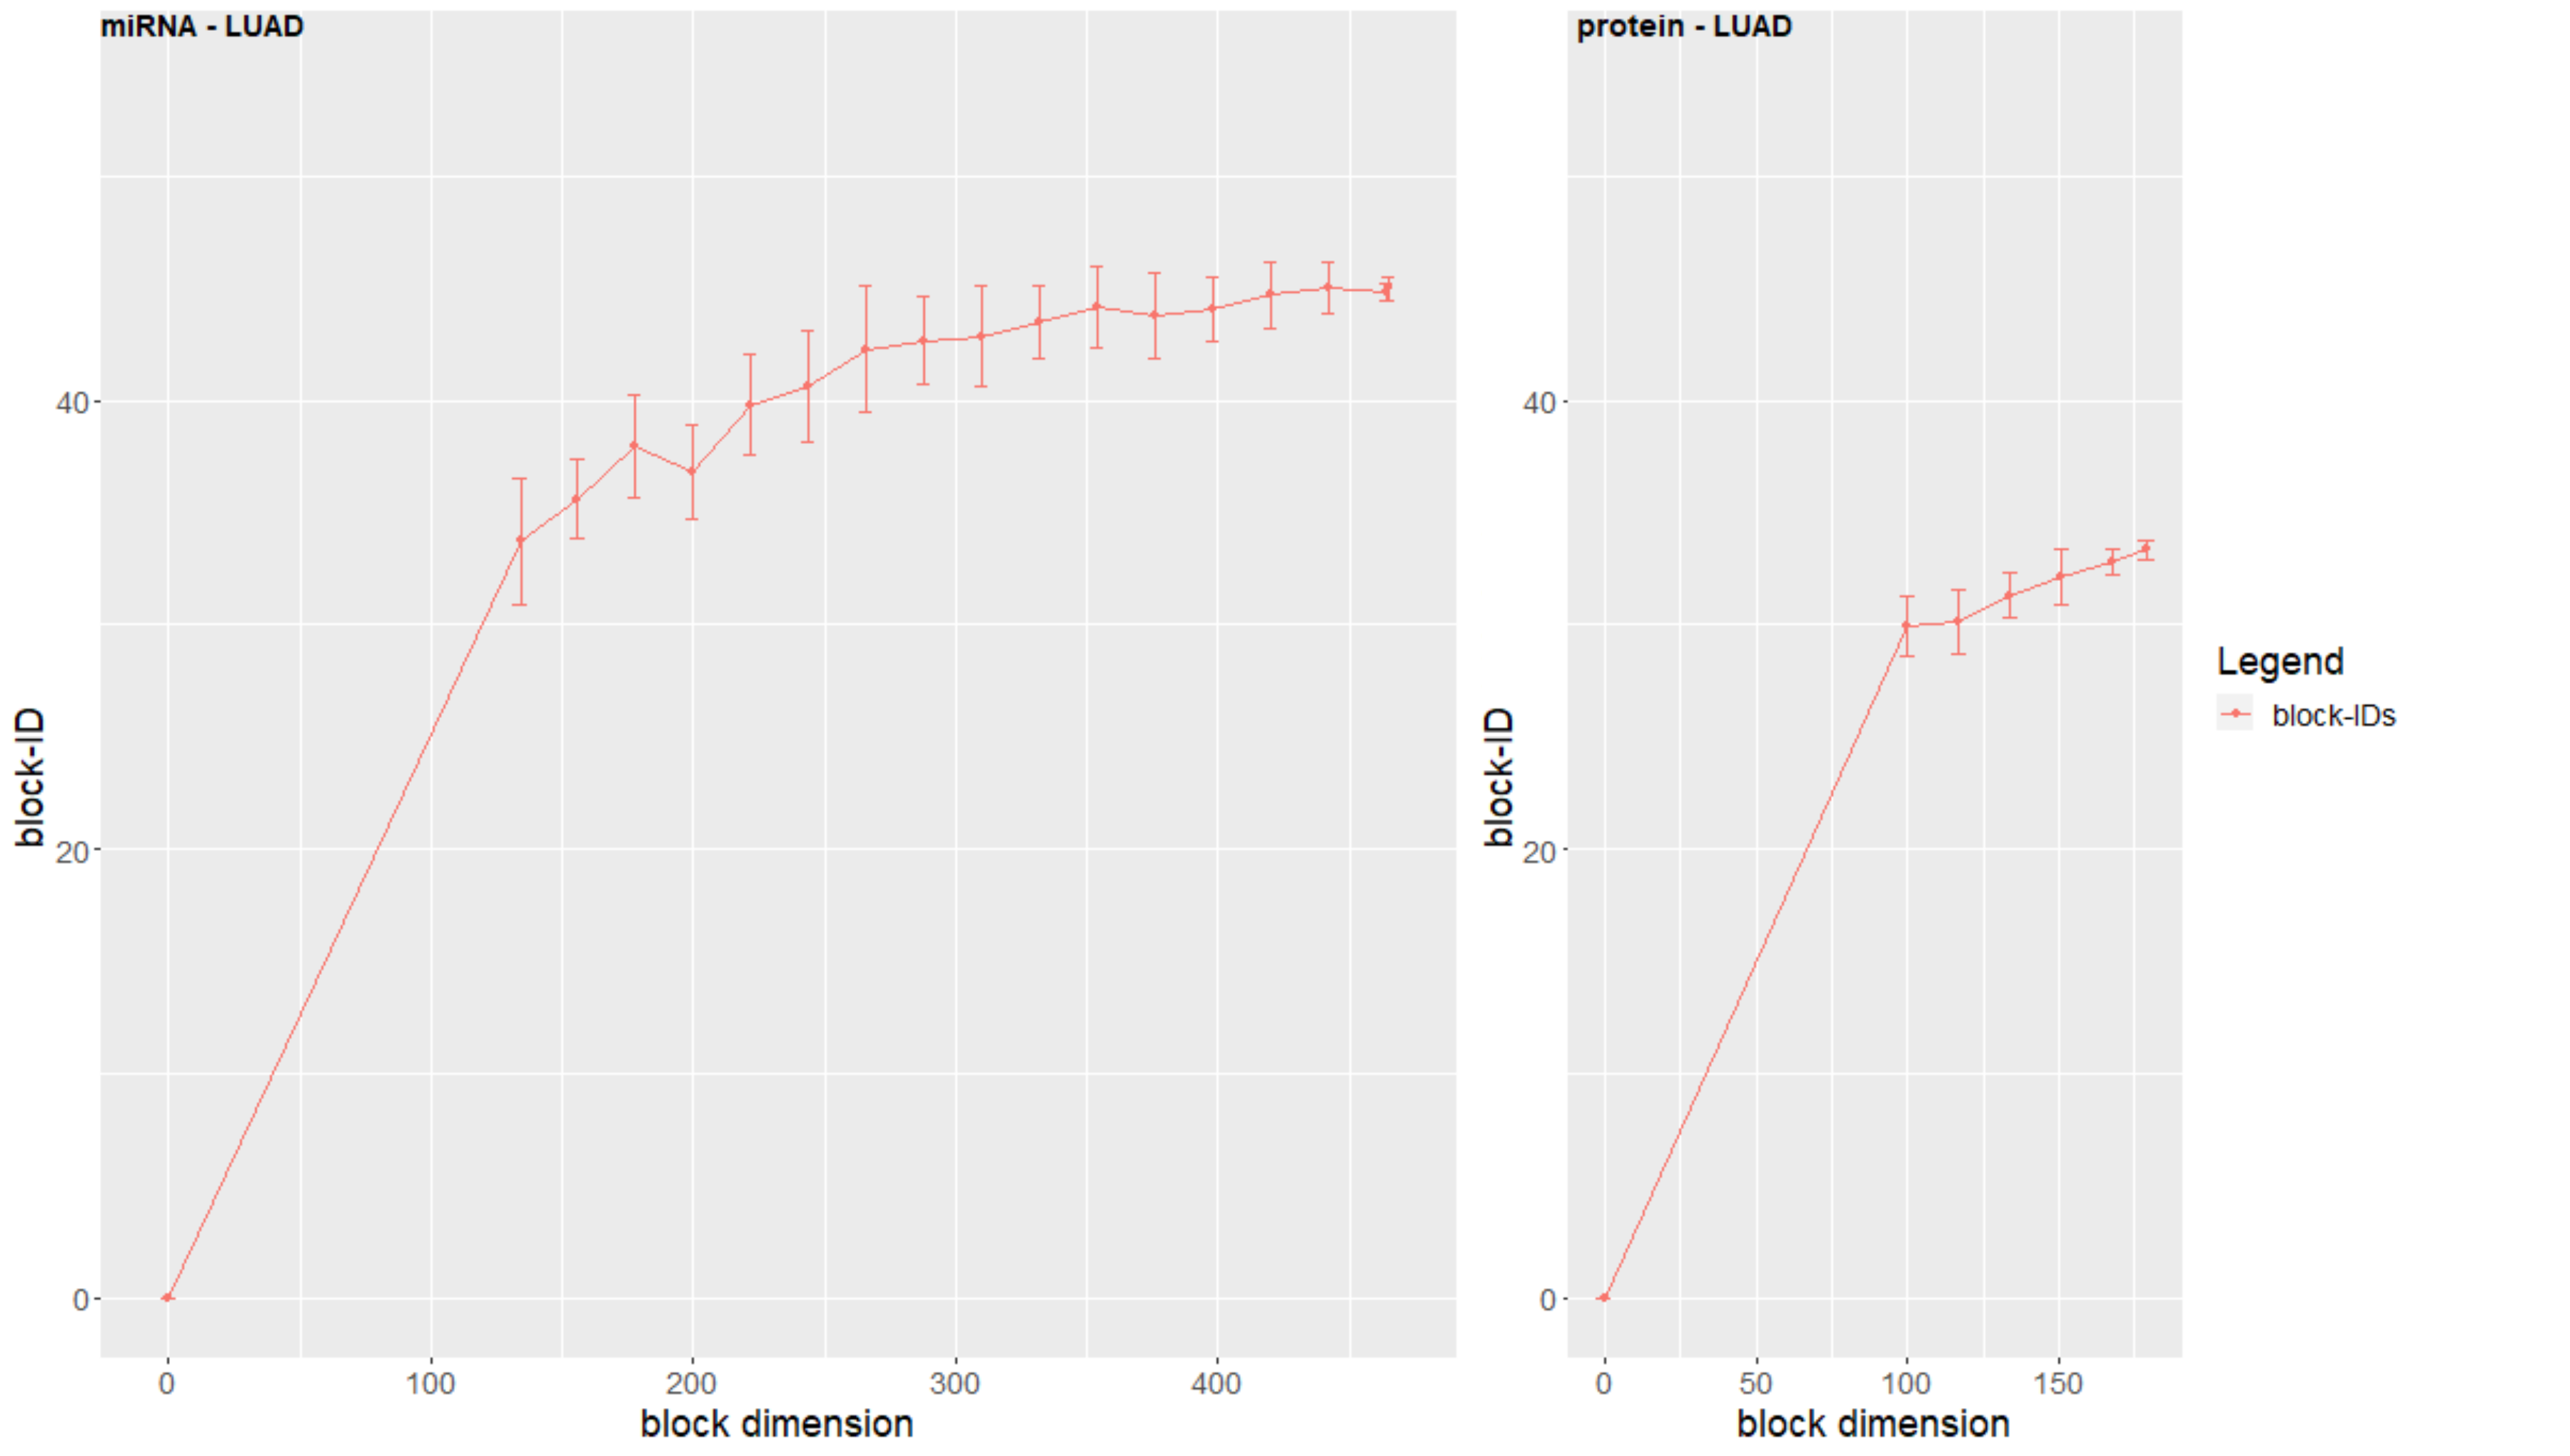 miRNA - LUAD
block-ID
40
20
0
0 100 200 300 400
block dimension
protein - LUAD
block-ID
40
20
0
0 50 100 150
block dimension
Legend
block-IDs